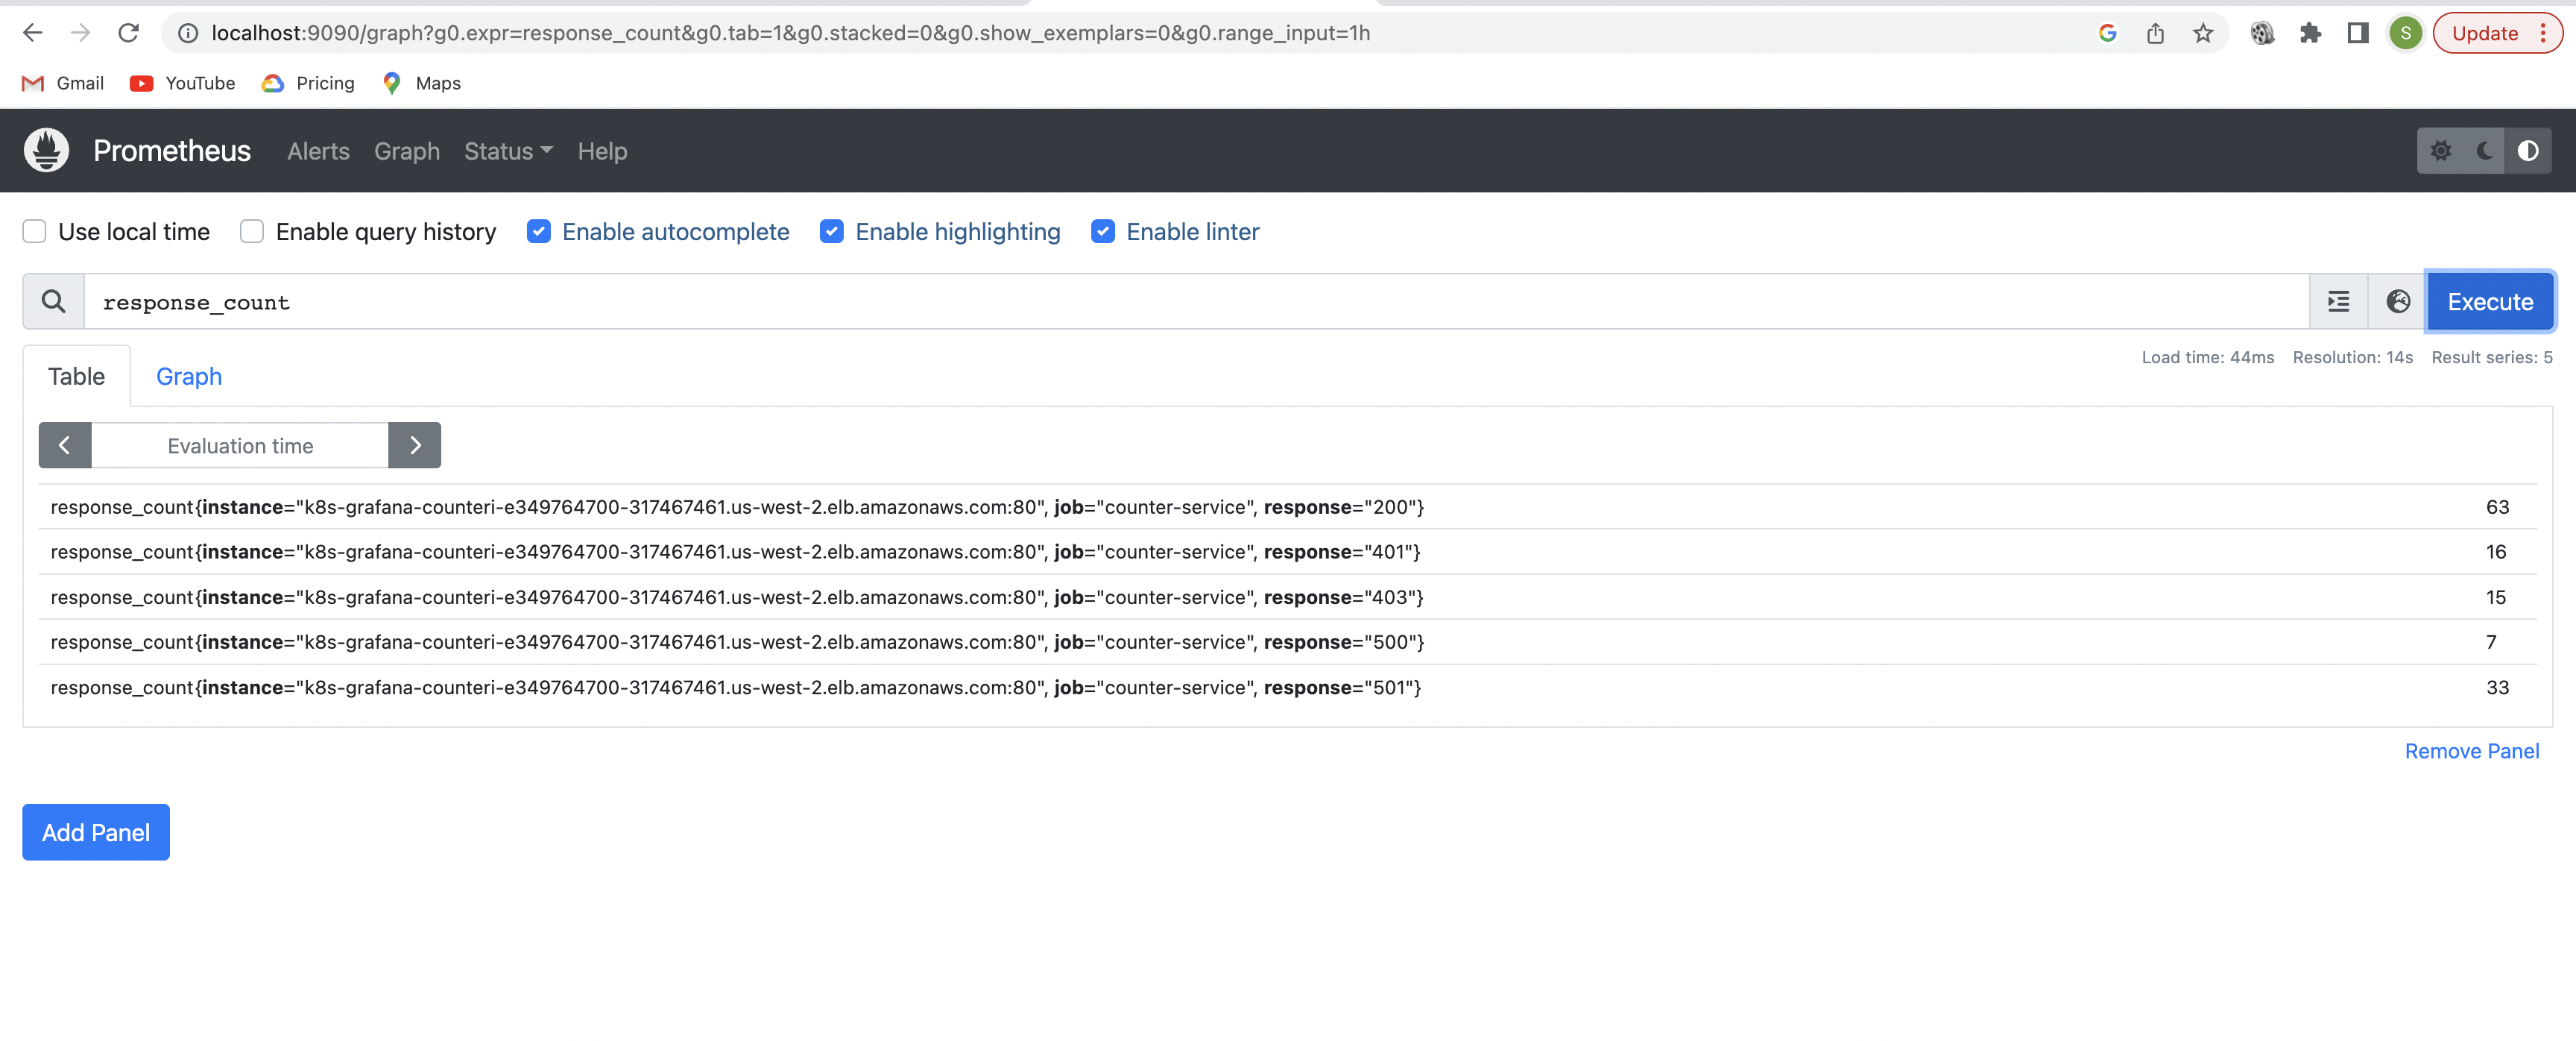 localhost:9090/graph?g0.expr=response_count&g0.tab=1&g0.stacked=0&g0.show_exemplars=0&g0.range_input=1h
S
Update
Gmail YouTube Pricing Maps
Prometheus Alerts Graph Status Help
Use local time Enable query history Enable autocomplete Enable highlighting Enable linter
response_count Execute
Table Graph
Load time: 44ms Resolution: 14s Result series: 5
Evaluation time
response_count{instance="k8s-grafana-counteri-e349764700-317467461.us-west-2.elb.amazonaws.com:80", job="counter-service", response="200"} 63
response_count{instance="k8s-grafana-counteri-e349764700-317467461.us-west-2.elb.amazonaws.com:80", job="counter-service", response="401"} 16
response_count{instance="k8s-grafana-counteri-e349764700-317467461.us-west-2.elb.amazonaws.com:80", job="counter-service", response="403"} 15
response_count{instance="k8s-grafana-counteri-e349764700-317467461.us-west-2.elb.amazonaws.com:80", job="counter-service", response="500"} 7
response_count{instance="k8s-grafana-counteri-e349764700-317467461.us-west-2.elb.amazonaws.com:80", job="counter-service", response="501"} 33
Remove Panel
Add Panel